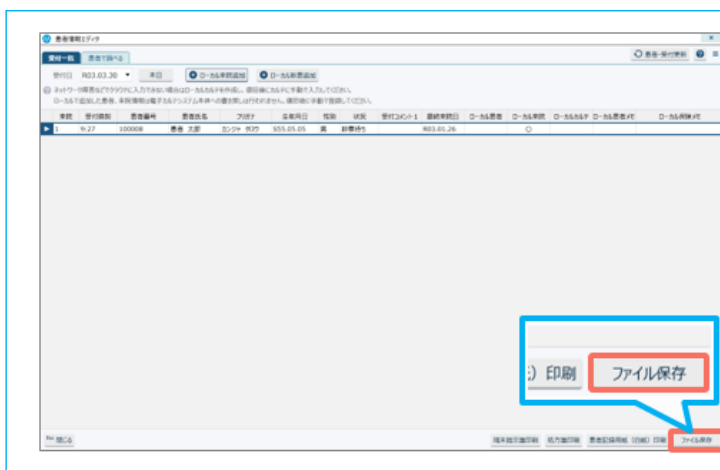 患者情報エディタ
受付一覧 患者で調べる 患者・受付更新
受付日 R03.03.30 本日 ローカル来院追加 ローカル新患追加
ネットワーク障害などでクラウドに入力できない場合はローカルカルテを作成し、復旧後にカルテに手動で入力してください。
ローカルで追加した患者、来院情報は電子カルテシステム本体への書き戻しは行われません。復旧後に手動で登録してください。
来院 受付時刻 患者番号 患者氏名 フリガナ 生年月日 性別 状況 受付コメント1 最終来院日 ローカル患者 ローカル来院 ローカルカルテ ローカル患者メモ ローカル保険メモ
1 9:27 100008 患者 太郎 カンジャ タロウ S55.05.05 男 診察待ち R03.01.26 ○
) 印刷 ファイル保存
閉じる 端末指示箋印刷 処方箋印刷 患者記録用紙 (白紙) 印刷 ファイル保存